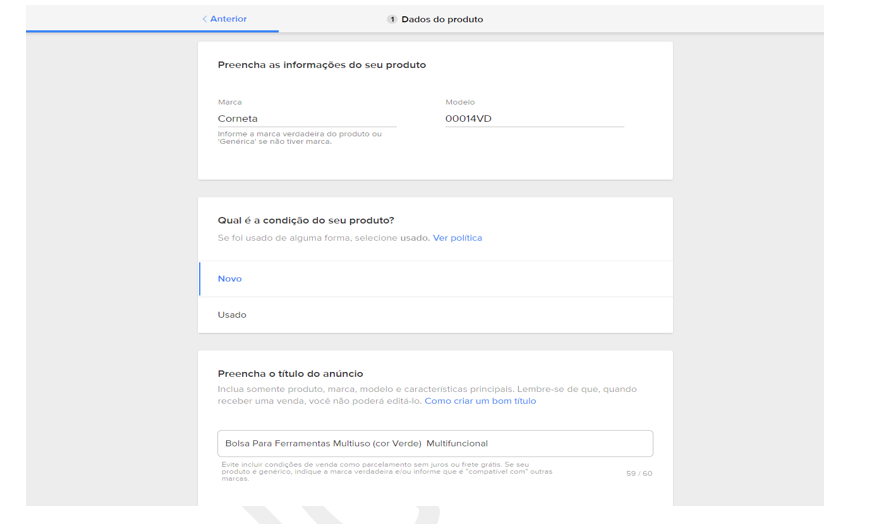 < Anterior
1 Dados do produto
Preencha as informações do seu produto
Marca
Modelo
Corneta
00014VD
Informe a marca verdadeira do produto ou
'Genérica' se não tiver marca.
Qual é a condição do seu produto?
Se foi usado de alguma forma, selecione usado. Ver política
Novo
Usado
Preencha o título do anúncio
Inclua somente produto, marca, modelo e características principais. Lembre-se de que, quando
receber uma venda, você não poderá editá-lo. Como criar um bom título
Bolsa Para Ferramentas Multiuso (cor Verde)  Multifuncional
Evite incluir condições de venda como parcelamento sem juros ou frete grátis. Se seu
produto é genérico, indique a marca verdadeira e/ou informe que é "compatível com" outras
marcas.
59 / 60